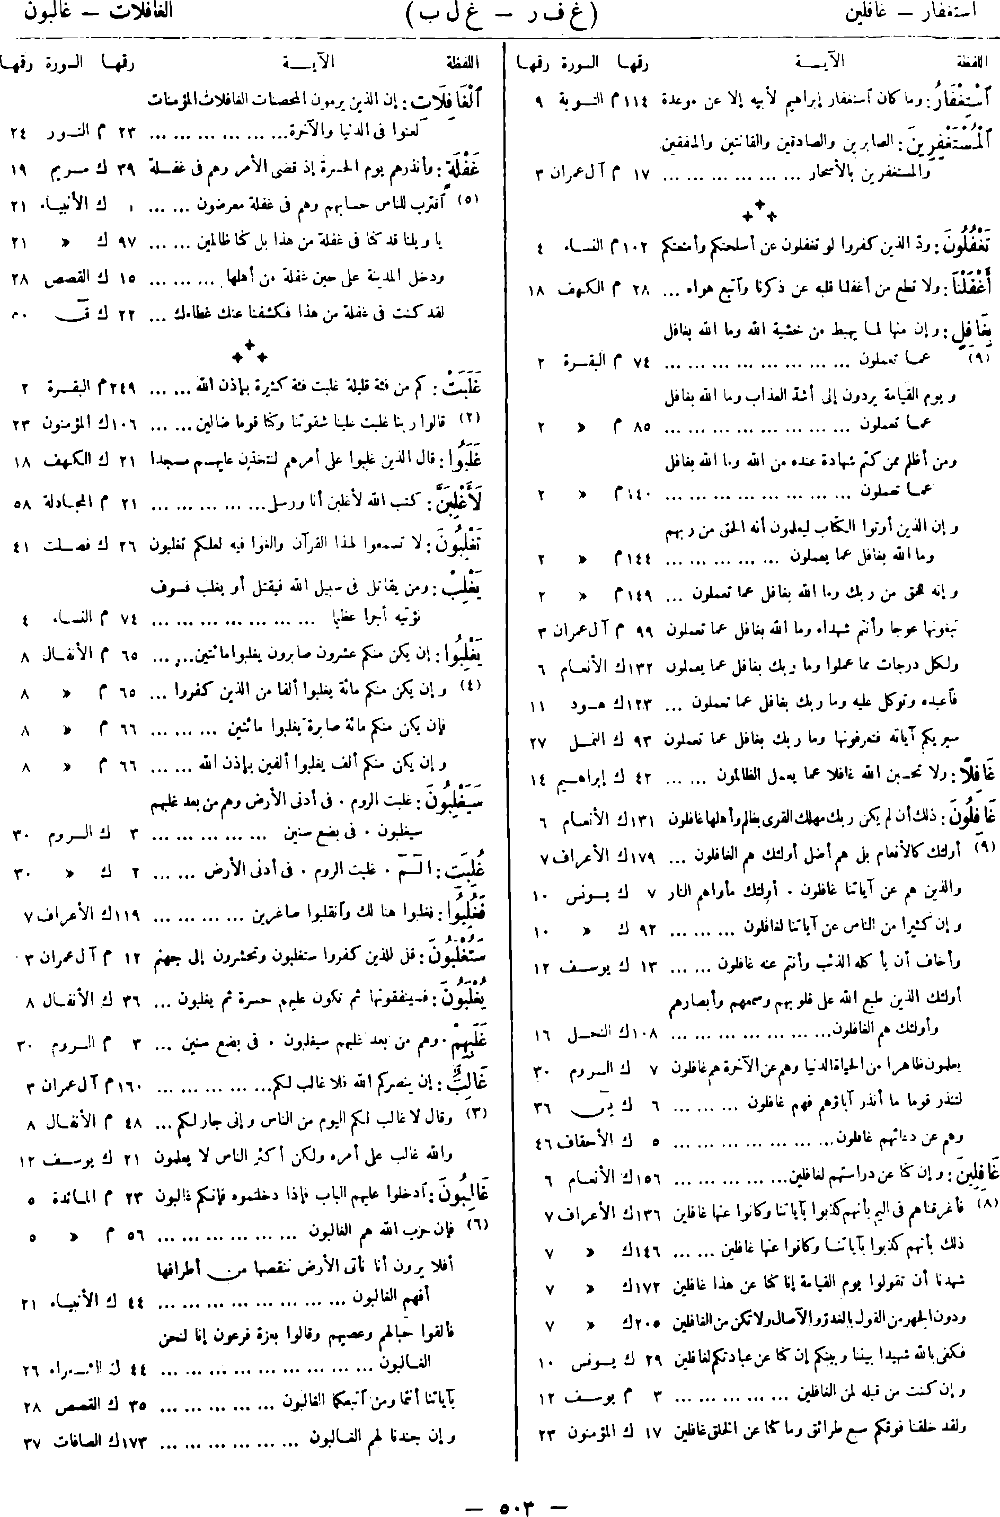 استغفار – غافلين
(غ ف ر – غ ل ب)
الغافلات – غالبون
اللفظة الآيــــة رقمها السورة رقمها
اسْتِغْفَارُ : وما كان استغفار إبراهيم لأبيه إلا عن موعدة ١١٤ م التوبة ٩
الْمُسْتَغْفِرِينَ : الصابرين والصادقين والقانتين والمنفقين
والمستغفرين بالأسحار ... ... ... ... ... ... ١٧ م آل عمران ٣
تَغْفُلُونَ : ودّ الذين كفروا لو تغفلون عن أسلحتكم وأمتعتكم ١٠٢ م النساء ٤
أَغْفَلْنَا : ولا تطع من أغفلنا قلبه عن ذكرنا واتبع هواه ... ٢٨ م الكهف ١٨
بِغَافِلٍ : وإن منها لما يهبط من خشية الله وما الله بغافل
(٩) عما تعملون ... ... ... ... ... ... ... ... ٧٤ م البقرة ٢
ويوم القيامة يردون إلى أشد العذاب وما الله بغافل
عما تعملون ... ... ... ... ... ... ... ... ٨٥ م » ٢
ومن أظلم ممن كتم شهادة عنده من الله وما الله بغافل
عما تعملون ... ... ... ... ... ... ... ... ١٤٠ م » ٢
وإن الذين أوتوا الكتاب ليعلمون أنه الحق من ربهم
وما الله بغافل عما يعملون ... ... ... ... ... ١٤٤ م » ٢
وإنه للحق من ربك وما الله بغافل عما تعملون ... ١٤٩ م » ٢
تبغونها عوجا وأنتم شهداء وما الله بغافل عما تعملون ٩٩ م آل عمران ٣
ولكل درجات مما عملوا وما ربك بغافل عما يعملون ١٣٢ ك الأنعام ٦
فاعبده وتوكل عليه وما ربك بغافل عما تعملون ... ١٢٣ ك هود ١١
سيريكم آياته فتعرفونها وما ربك بغافل عما تعملون ٩٣ ك النمل ٢٧
غَافِلًا : ولا تحسبن الله غافلا عما يعمل الظالمون ... ... ٤٢ ك إبراهيم ١٤
غَافِلُونَ : ذلك أن لم يكن ربك مهلك القرى بظلم وأهلها غافلون ١٣١ ك الأنعام ٦
(٩) أولئك كالأنعام بل هم أضل أولئك هم الغافلون ... ١٧٩ ك الأعراف ٧
والذين هم عن آياتنا غافلون . أولئك مأواهم النار ٧ ك يونس ١٠
وإن كثيرا من الناس عن آياتنا لغافلون ... ... ... ٩٢ ك » ١٠
وأخاف أن يأكله الذئب وأنتم عنه غافلون ... ... ١٣ ك يوسف ١٢
أولئك الذين طبع الله على قلوبهم وسمعهم وأبصارهم
وأولئك هم الغافلون ... ... ... ... ... ... ... ١٠٨ ك النحل ١٦
يعلمون ظاهرا من الحياة الدنيا وهم عن الآخرة هم غافلون ٧ ك الروم ٣٠
لتنذر قوما ما أنذر آباؤهم فهم غافلون ... ... ... ٦ ك يس ٣٦
وهم عن دعائهم غافلون ... ... ... ... ... ... ... ٥ ك الأحقاف ٤٦
غَافِلِينَ : وإن كنا عن دراستهم لغافلين ... ... ... ... ... ١٥٦ ك الأنعام ٦
(٨) فأغرقناهم في اليم بأنهم كذبوا بآياتنا وكانوا عنها غافلين ١٣٦ ك الأعراف ٧
ذلك بأنهم كذبوا بآياتنا وكانوا عنها غافلين ... ... ١٤٦ ك » ٧
شهدنا أن تقولوا يوم القيامة إنا كنا عن هذا غافلين ١٧٢ ك » ٧
ودون الجهر من القول بالغدو والآصال ولا تكن من الغافلين ٢٠٥ ك » ٧
فكفى بالله شهيدا بيننا وبينكم إن كنا عن عبادتكم لغافلين ٢٩ ك يونس ١٠
وإن كنت من قبله لمن الغافلين ... ... ... ... ... ٣ م يوسف ١٢
ولقد خلقنا فوقكم سبع طرائق وما كنا عن الخلق غافلين ١٧ ك المؤمنون ٢٣
اللفظة الآيــــة رقمها السورة رقمها
الْغَافِلَاتِ : إن الذين يرمون المحصنات الغافلات المؤمنات
لعنوا في الدنيا والآخرة ... ... ... ... ... ... ٢٣ م النور ٢٤
غَفْلَةٍ : وأنذرهم يوم الحسرة إذ قضى الأمر وهم في غفلة ٣٩ ك مريم ١٩
(٥) اقترب للناس حسابهم وهم في غفلة معرضون ... ... ١ ك الأنبياء ٢١
يا ويلنا قد كنا في غفلة من هذا بل كنا ظالمين ... ... ٩٧ ك » ٢١
ودخل المدينة على حين غفلة من أهلها ... ... ... ١٥ ك القصص ٢٨
لقد كنت في غفلة من هذا فكشفنا عنك غطاءك ... ٢٢ ك ق ٥٠
غَلَبَتْ : كم من فئة قليلة غلبت فئة كثيرة بإذن الله ... ... ٢٤٩ م البقرة ٢
(٢) قالوا ربنا غلبت علينا شقوتنا وكنا قوما ضالين ... ... ١٠٦ ك المؤمنون ٢٣
غَلَبُوا : قال الذين غلبوا على أمرهم لنتخذن عليهم مسجدا ٢١ ك الكهف ١٨
لَأَغْلِبَنَّ : كتب الله لأغلبن أنا ورسلي ... ... ... ... ... ٢١ م المجادلة ٥٨
تَغْلِبُونَ : لا تسمعوا لهذا القرآن والغوا فيه لعلكم تغلبون ٢٦ ك فصلت ٤١
يَغْلِبْ : ومن يقاتل في سبيل الله فيقتل أو يغلب فسوف
نؤتيه أجرا عظيما ... ... ... ... ... ... ... ٧٤ م النساء ٤
يَغْلِبُوا : إن يكن منكم عشرون صابرون يغلبوا مائتين ... ... ٦٥ م الأنفال ٨
(٤) وإن يكن منكم مائة يغلبوا ألفا من الذين كفروا ... ٦٥ م » ٨
فإن يكن منكم مائة صابرة يغلبوا مائتين ... ... ... ٦٦ م » ٨
وإن يكن منكم ألف يغلبوا ألفين بإذن الله ... ... ٦٦ م » ٨
سَيَغْلِبُونَ : غلبت الروم . في أدنى الأرض وهم من بعد غلبهم
سيغلبون . في بضع سنين ... ... ... ... ... ٣ ك الروم ٣٠
غُلِبَتِ : الٓمٓ . غلبت الروم . في أدنى الأرض ... ... ٢ ك » ٣٠
فَغُلِبُوا : فغلبوا هنالك وانقلبوا صاغرين ... ... ... ... ١١٩ ك الأعراف ٧
سَتُغْلَبُونَ : قل للذين كفروا ستغلبون وتحشرون إلى جهنم ١٢ م آل عمران ٣
يُغْلَبُونَ : فسينفقونها ثم تكون عليهم حسرة ثم يغلبون ... ٣٦ ك الأنفال ٨
غَلَبِهِمْ . وهم من بعد غلبهم سيغلبون . في بضع سنين ... ٣ م الروم ٣٠
غَالِبَ : إن ينصركم الله فلا غالب لكم ... ... ... ... ... ١٦٠ م آل عمران ٣
(٣) وقال لا غالب لكم اليوم من الناس وإني جار لكم ... ٤٨ م الأنفال ٨
والله غالب على أمره ولكن أكثر الناس لا يعلمون ٢١ ك يوسف ١٢
غَالِبُونَ : ادخلوا عليهم الباب فإذا دخلتموه فإنكم غالبون ٢٣ م المائدة ٥
(٦) فإن حزب الله هم الغالبون ... ... ... ... ... ... ٥٦ م » ٥
أفلا يرون أنا نأتى الأرض ننقصها من أطرافها
أفهم الغالبون ... ... ... ... ... ... ... ... ٤٤ ك الأنبياء ٢١
فألقوا حبالهم وعصيهم وقالوا بعزة فرعون إنا لنحن
الغالبون ... ... ... ... ... ... ... ... ... ٤٤ ك الشعراء ٢٦
بآياتنا أنتما ومن اتبعكما الغالبون ... ... ... ... ٣٥ ك القصص ٢٨
وإن جندنا لهم الغالبون ... ... ... ... ... ... ١٧٣ ك الصافات ٣٧
— ٥٠٣ —